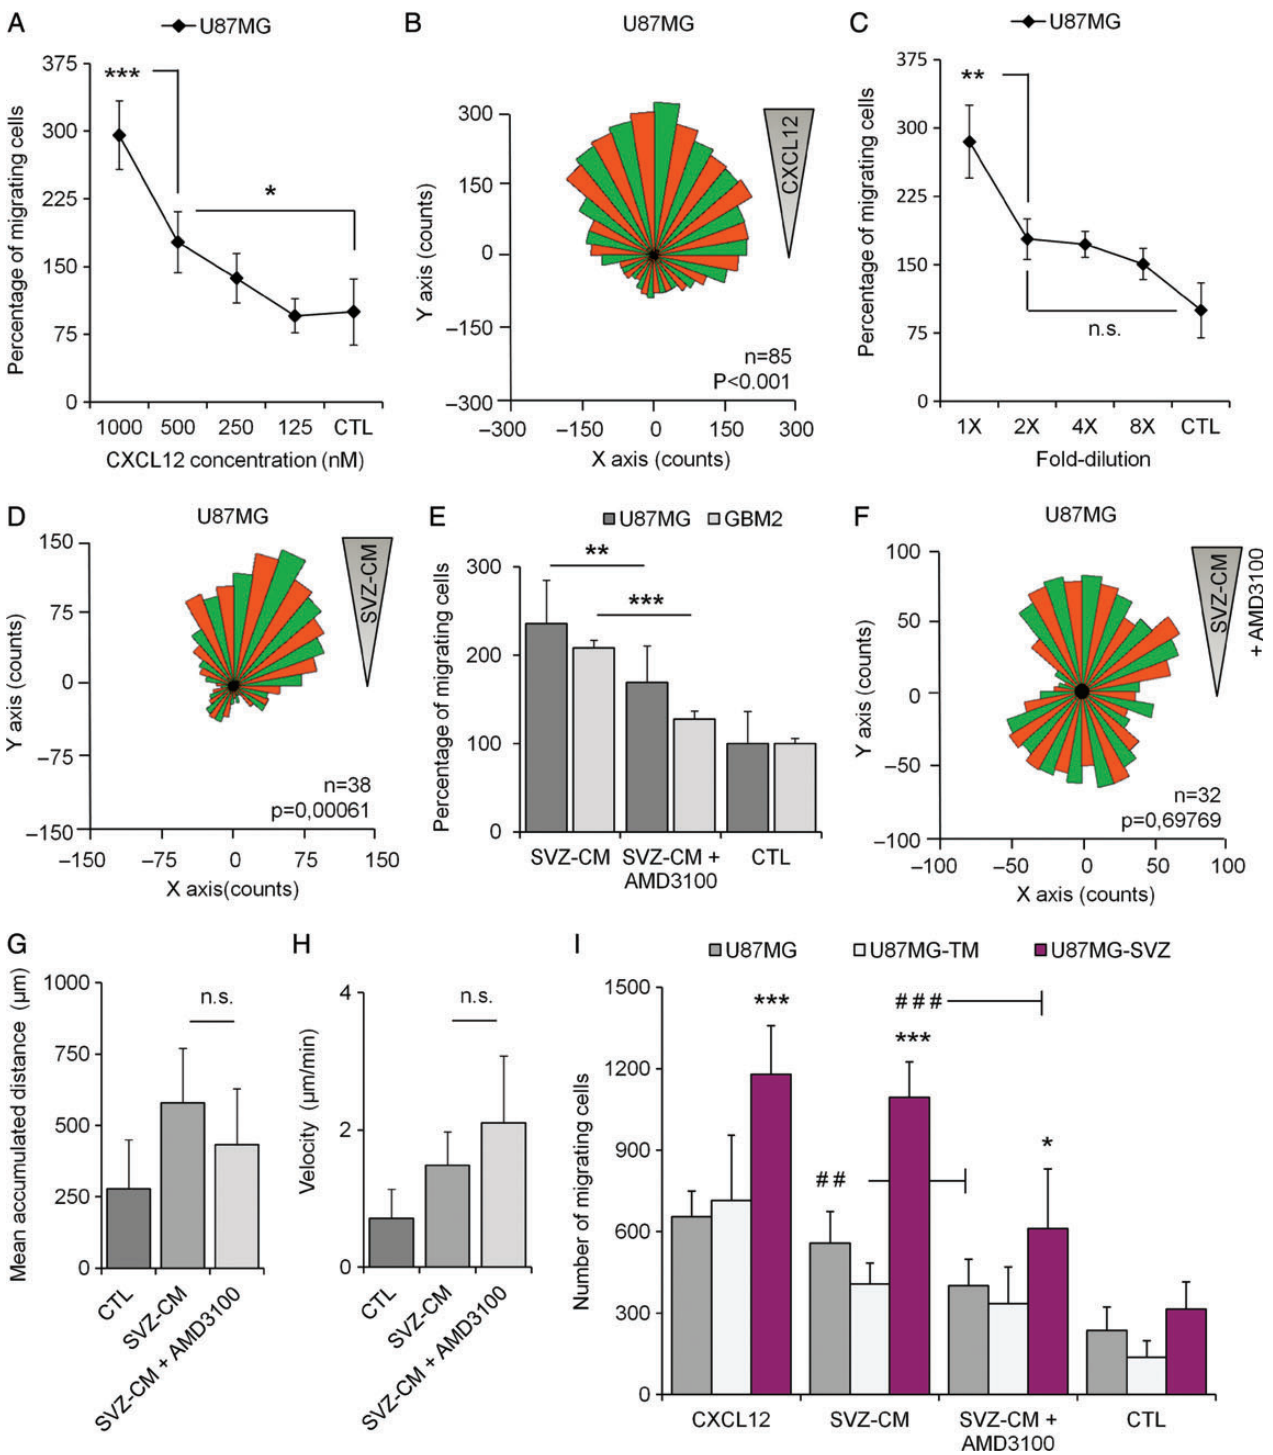 A
U87MG
375
300
225
150
75
0
Percentage of migrating cells
***
*
1000 500 250 125 CTL
CXCL12 concentration (nM)
B
U87MG
300
150
0
−150
−300
Y axis (counts)
CXCL12
n=85
P<0.001
−300 −150 0 150 300
X axis (counts)
C
U87MG
375
300
225
150
75
0
Percentage of migrating cells
**
n.s.
1X 2X 4X 8X CTL
Fold-dilution
D
U87MG
150
75
0
−75
−150
Y axis (counts)
SVZ-CM
n=38
p=0,00061
−150 −75 0 75 150
X axis(counts)
E
U87MG GBM2
300
200
100
0
Percentage of migrating cells
**
***
SVZ-CM SVZ-CM + CTL
AMD3100
F
U87MG
100
50
0
−50
−100
Y axis (counts)
SVZ-CM
+ AMD3100
n=32
p=0,69769
−100 −50 0 50 100
X axis (counts)
G
1000
750
500
250
0
Mean accumulated distance (µm)
n.s.
CTL
SVZ-CM
SVZ-CM + AMD3100
H
4
2
0
Velocity (µm/min)
n.s.
CTL
SVZ-CM
SVZ-CM + AMD3100
I
U87MG U87MG-TM U87MG-SVZ
1500
1200
900
600
300
0
Number of migrating cells
***
###
***
##
*
CXCL12 SVZ-CM SVZ-CM + CTL
AMD3100